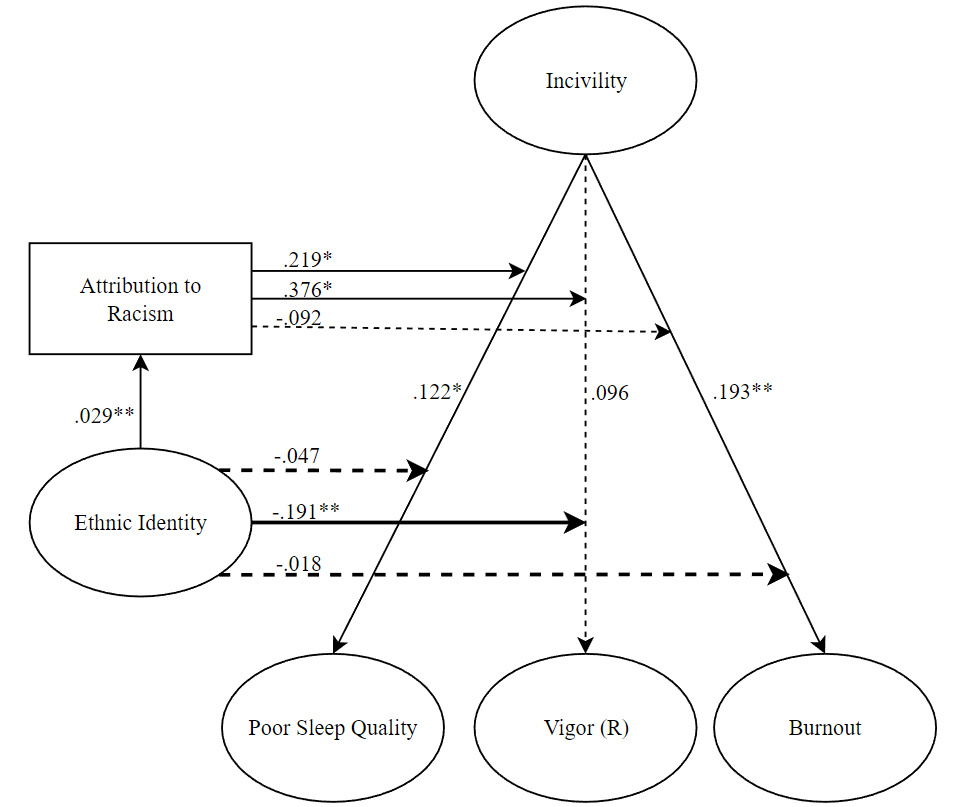 Incivility
Attribution to
Racism
.219*
.376*
-.092
.122*
.096
.193**
.029**
-.047
Ethnic Identity
-.191**
-.018
Poor Sleep Quality
Vigor (R)
Burnout